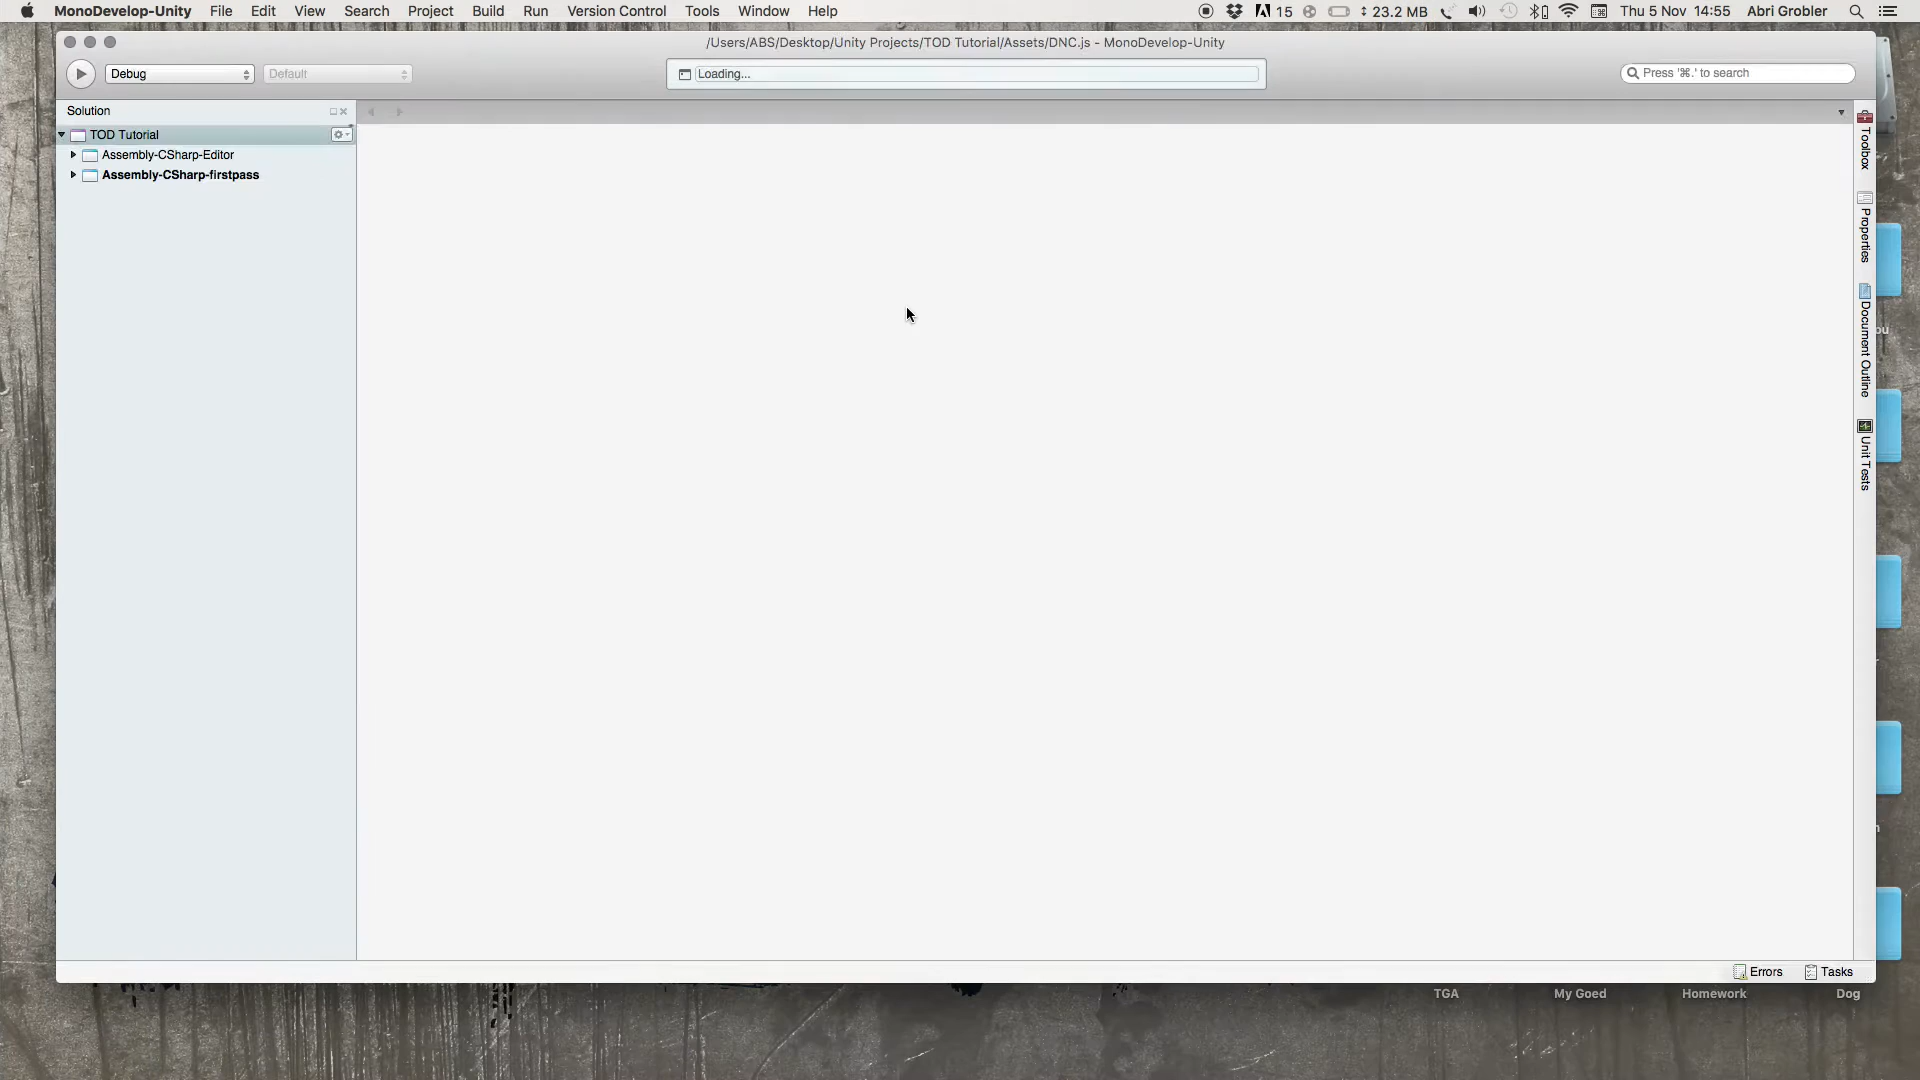 MonoDevelop-Unity File Edit View Search Project Build Run Version Control Tools Window Help 15 23.2 MB Thu 5 Nov 14:55 Abri Grobler
/Users/ABS/Desktop/Unity Projects/TOD Tutorial/Assets/DNC.js - MonoDevelop-Unity
Debug Default Loading... Press '⌘.' to search
Solution
TOD Tutorial
Assembly-CSharp-Editor
Assembly-CSharp-firstpass
Toolbox
Properties
Document Outline
Unit Tests
Errors Tasks
TGA My Goed Homework Dog